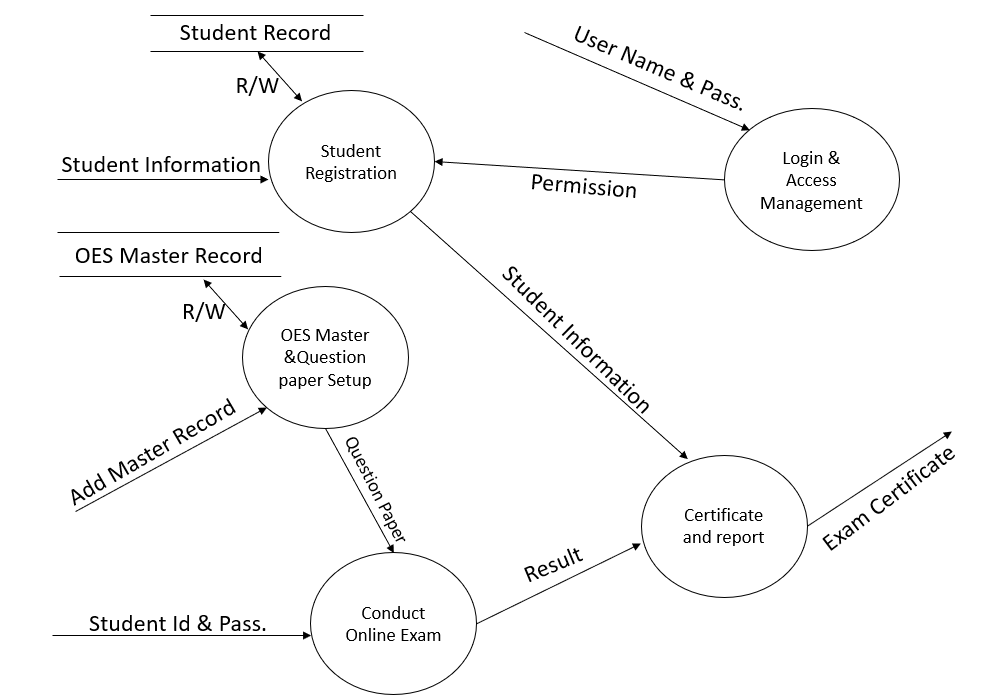 Student Record
R/W
User Name & Pass.
Student Information
Student
Registration
Permission
Login &
Access
Management
OES Master Record
R/W
OES Master
&Question
paper Setup
Student Information
Add Master Record
Question Paper
Certificate
and report
Exam Certificate
Result
Student Id & Pass.
Conduct
Online Exam